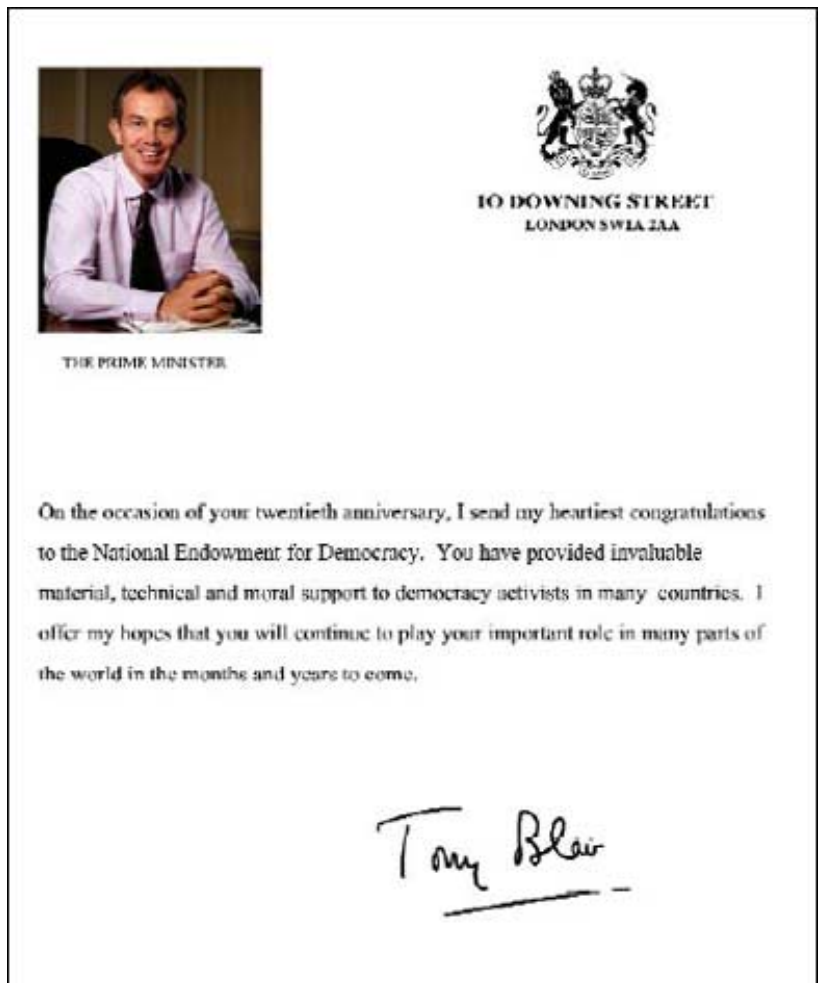 10 DOWNING STREET
LONDON SW1A 2AA
THE PRIME MINISTER
On the occasion of your twentieth anniversary, I send my heartiest congratulations
to the National Endowment for Democracy. You have provided invaluable
material, technical and moral support to democracy activists in many countries. I
offer my hopes that you will continue to play your important role in many parts of
the world in the months and years to come.
Tony Blair